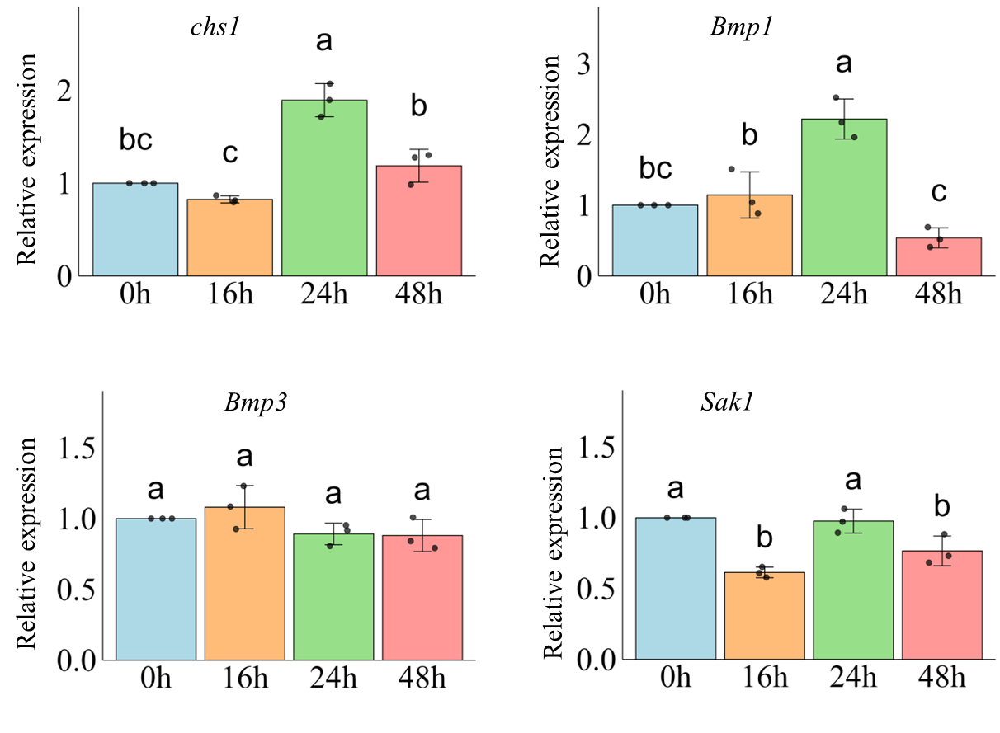 chs1
Relative expression
2
1
0
bc
c
a
b
0h 16h 24h 48h
Bmp1
Relative expression
3
2
1
0
bc
b
a
c
0h 16h 24h 48h
Bmp3
Relative expression
1.5
1.0
0.5
0.0
a
a
a
a
0h 16h 24h 48h
Sak1
Relative expression
1.5
1.0
0.5
0.0
a
b
a
b
0h 16h 24h 48h